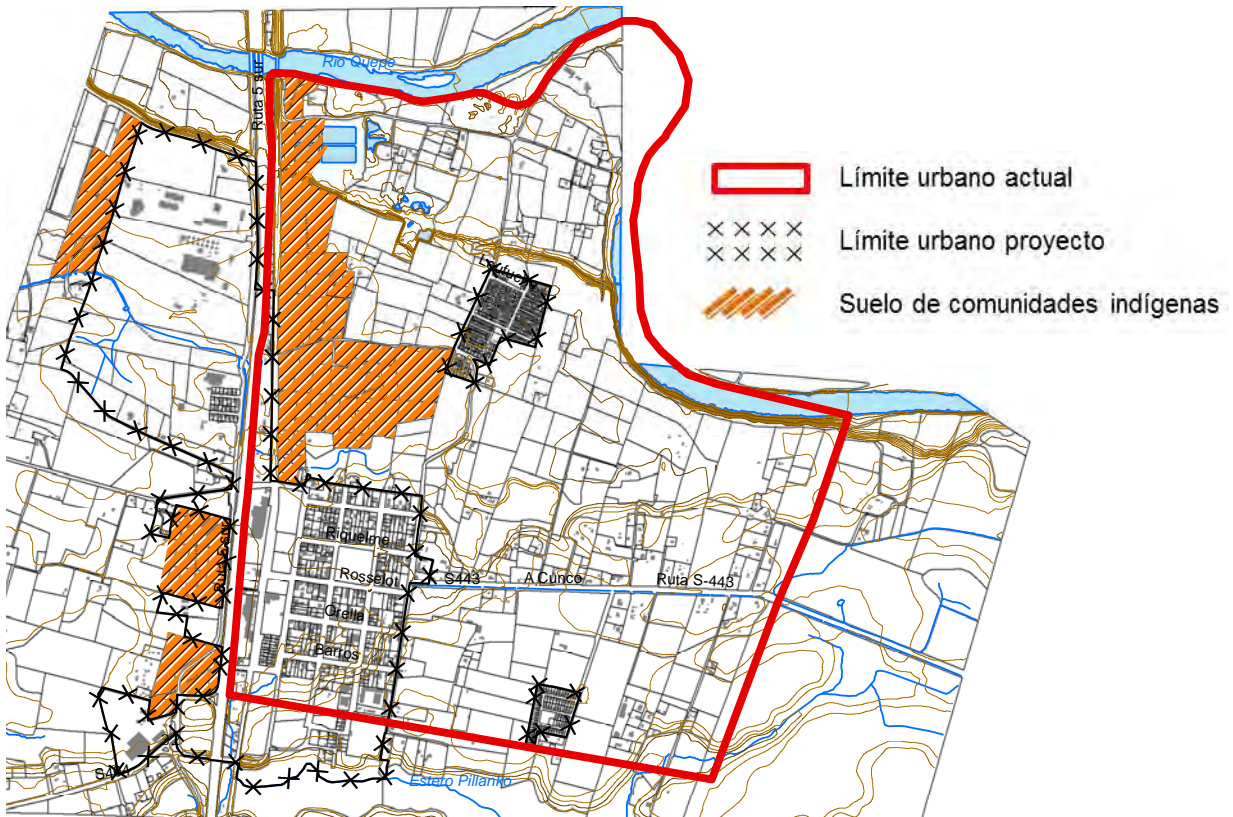 Río Quepe
Ruta 5 sur
Límite urbano actual
Límite urbano proyecto
Suelo de comunidades indígenas
Riquelme
Rosselot
S443
A Cunco
Ruta S-443
Orella
Barros
Estero Pillanko